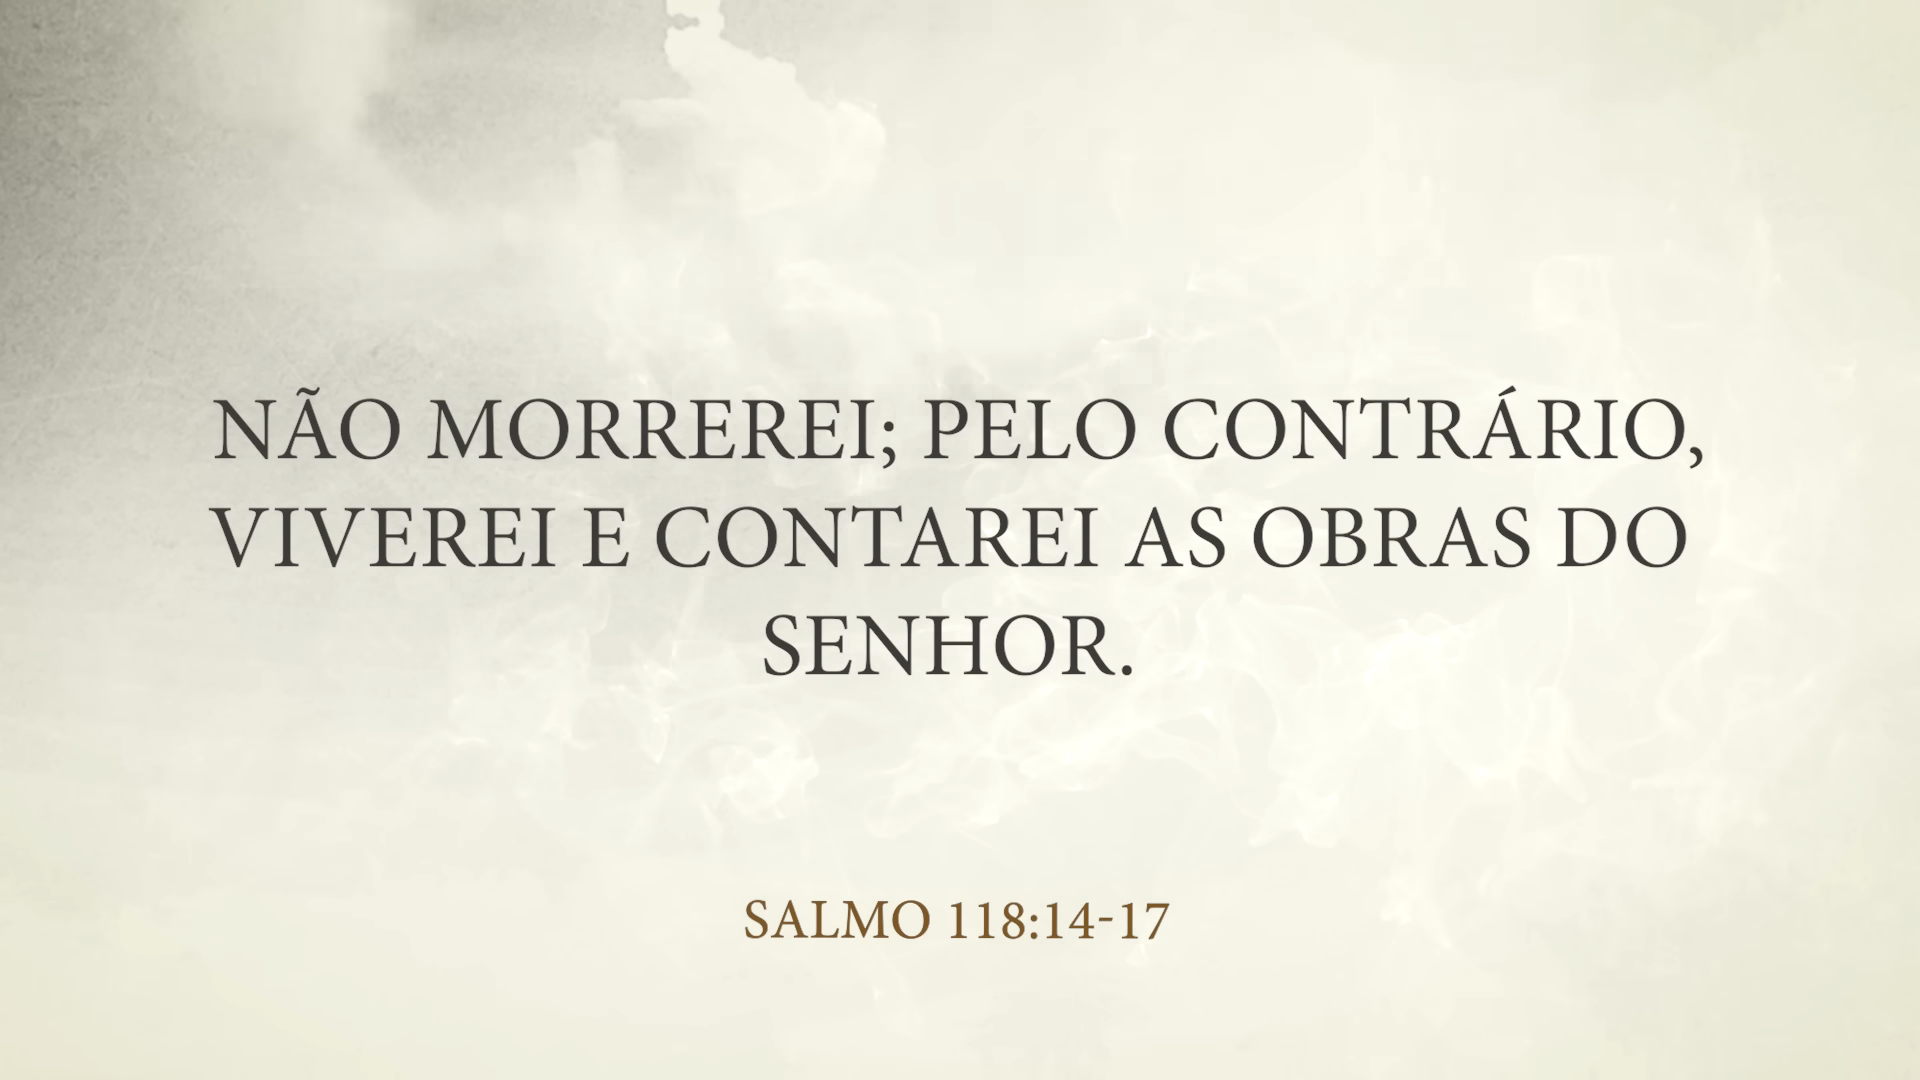 NÃO MORREREI; PELO CONTRÁRIO,
VIVEREI E CONTAREI AS OBRAS DO
SENHOR.
SALMO 118:14-17